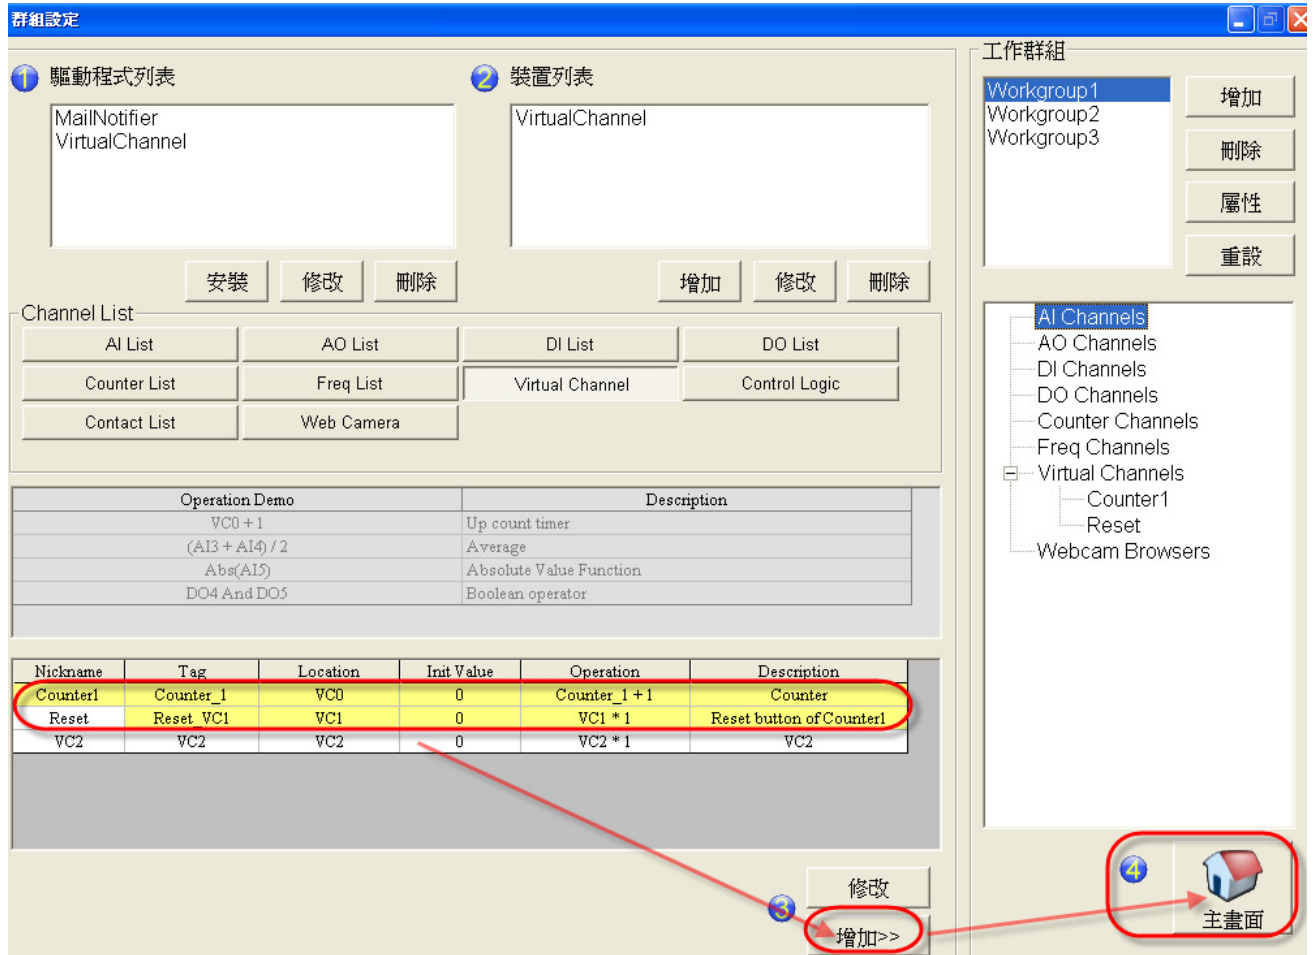 群組設定
1 驅動程式列表
MailNotifier
VirtualChannel
安裝 修改 刪除
2 裝置列表
VirtualChannel
增加 修改 刪除
Channel List
AI List AO List DI List DO List
Counter List Freq List Virtual Channel Control Logic
Contact List Web Camera
Operation Demo Description
VC0 + 1 Up count timer
(AI3 + AI4) / 2 Average
Abs(AI5) Absolute Value Function
DO4 And DO5 Boolean operator
Nickname Tag Location Init Value Operation Description
Counter1 Counter_1 VC0 0 Counter_1 + 1 Counter
Reset Reset_VC1 VC1 0 VC1 * 1 Reset button of Counter1
VC2 VC2 VC2 0 VC2 * 1 VC2
修改
3
增加>>
工作群組
Workgroup1
Workgroup2
Workgroup3
增加
刪除
屬性
重設
AI Channels
AO Channels
DI Channels
DO Channels
Counter Channels
Freq Channels
Virtual Channels
Counter1
Reset
Webcam Browsers
4
主畫面